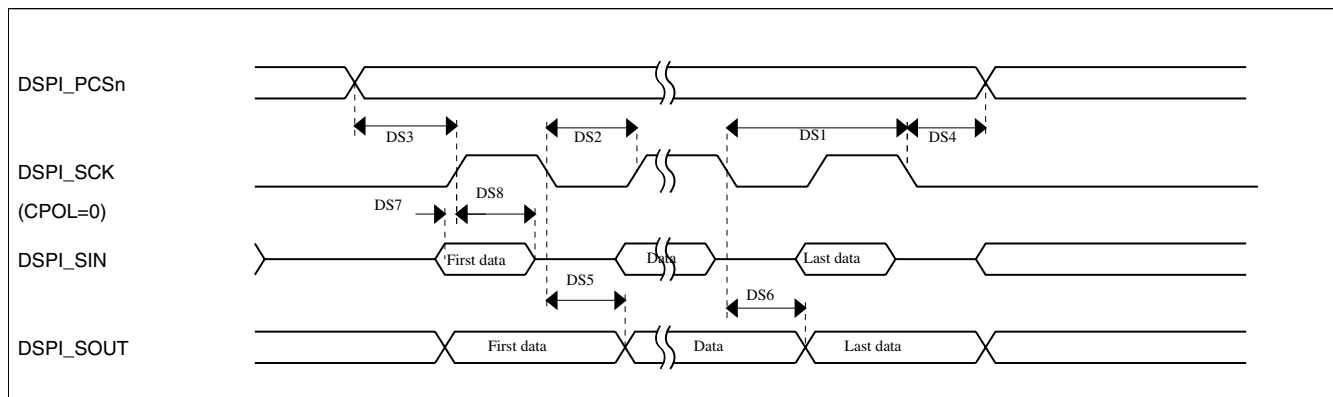 DSPI_PCSn
DS3
DS2
DS1
DS4
DSPI_SCK
(CPOL=0)
DS7
DS8
DSPI_SIN
First data
Data
Last data
DS5
DS6
DSPI_SOUT
First data
Data
Last data